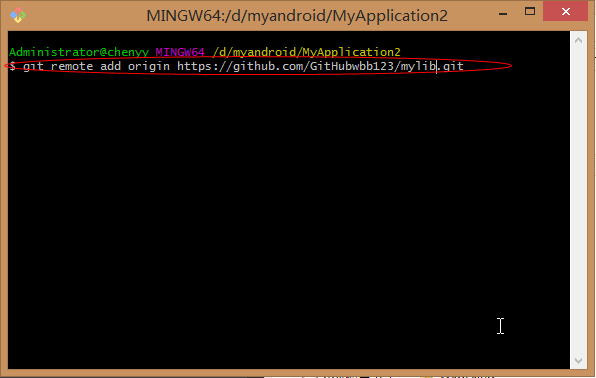 MINGW64:/d/myandroid/MyApplication2
Administrator@chenyy MINGW64 /d/myandroid/MyApplication2
$ git remote add origin https://github.com/GitHubwbb123/mylib.git